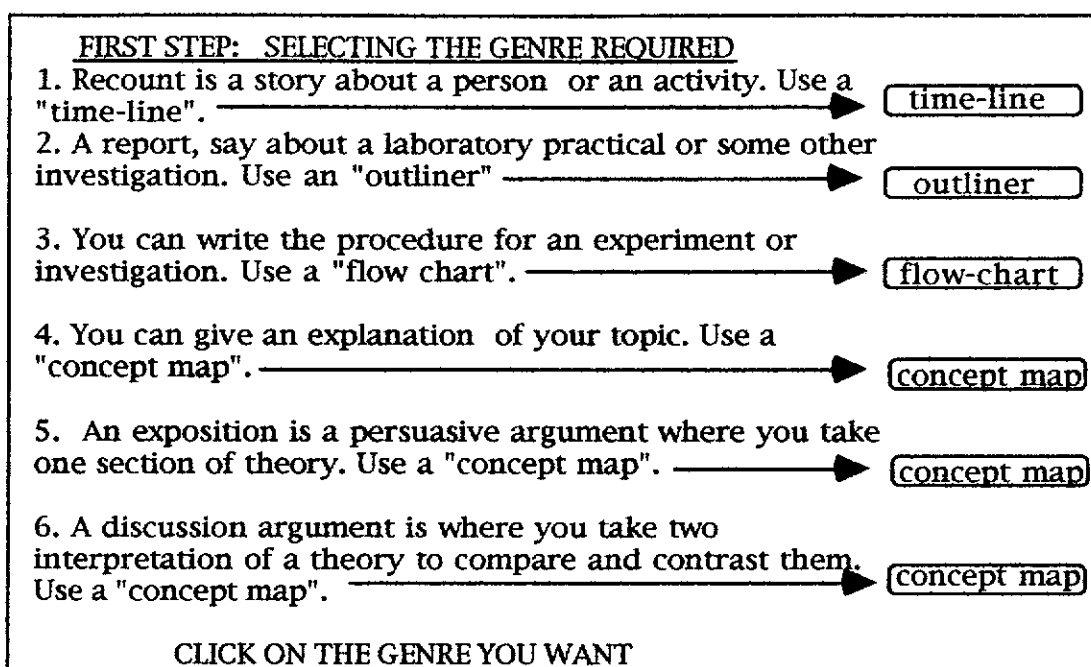 FIRST STEP: SELECTING THE GENRE REQUIRED
1. Recount is a story about a person or an activity. Use a
"time-line". time-line
2. A report, say about a laboratory practical or some other
investigation. Use an "outliner" outliner
3. You can write the procedure for an experiment or
investigation. Use a "flow chart". flow-chart
4. You can give an explanation of your topic. Use a
"concept map". concept map
5. An exposition is a persuasive argument where you take
one section of theory. Use a "concept map". concept map
6. A discussion argument is where you take two
interpretation of a theory to compare and contrast them.
Use a "concept map". concept map
CLICK ON THE GENRE YOU WANT